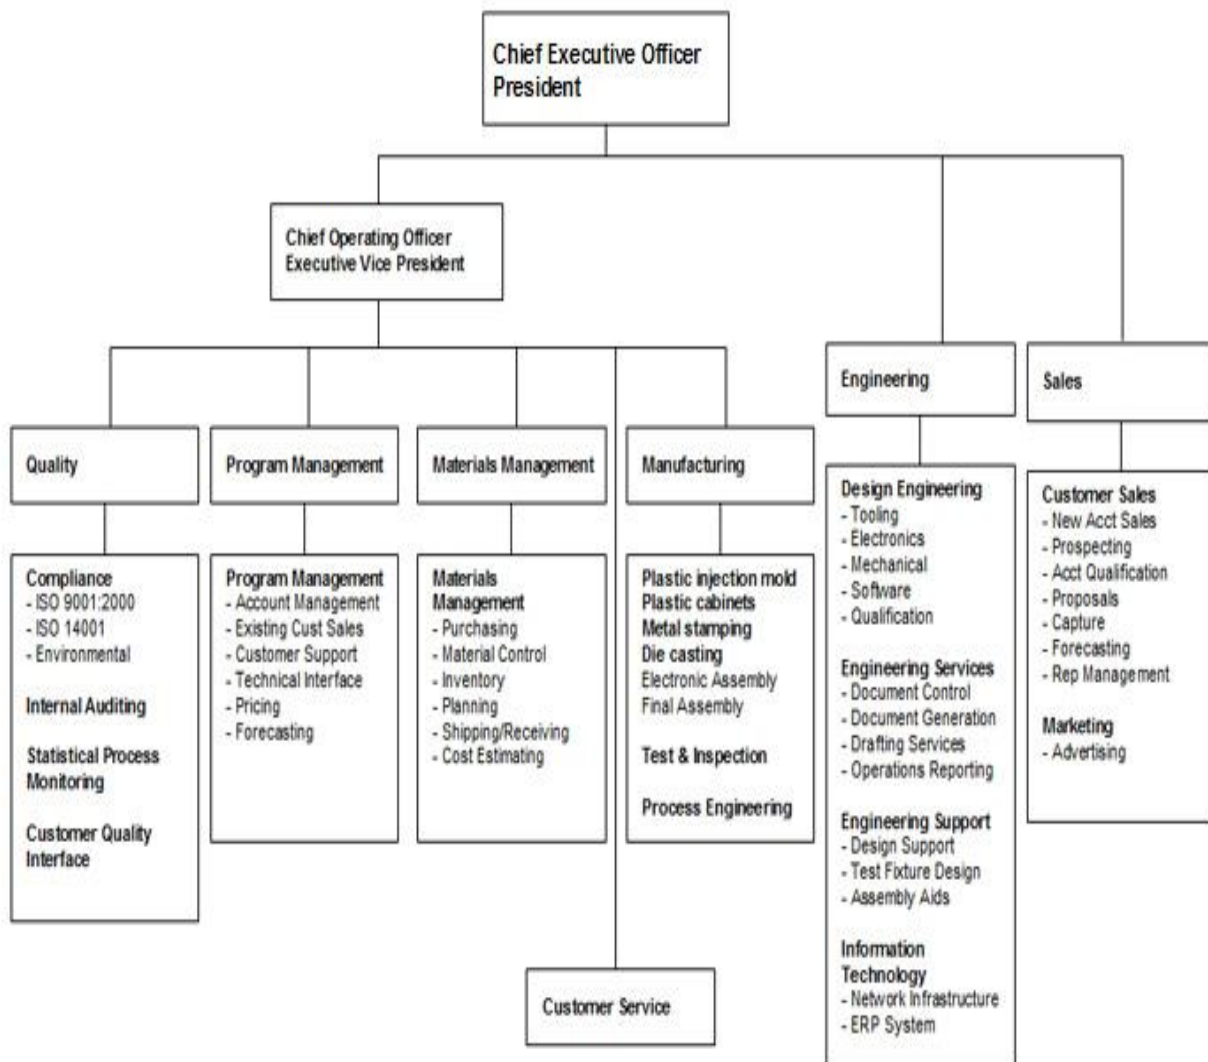 Chief Executive Officer
President
Chief Operating Officer
Executive Vice President
Engineering
Sales
Quality
Program Management
Materials Management
Manufacturing
Compliance
- ISO 9001:2000
- ISO 14001
- Environmental
Internal Auditing
Statistical Process
Monitoring
Customer Quality
Interface
Program Management
- Account Management
- Existing Cust Sales
- Customer Support
- Technical Interface
- Pricing
- Forecasting
Materials
Management
- Purchasing
- Material Control
- Inventory
- Planning
- Shipping/Receiving
- Cost Estimating
Plastic injection mold
Plastic cabinets
Metal stamping
Die casting
Electronic Assembly
Final Assembly
Test & Inspection
Process Engineering
Design Engineering
- Tooling
- Electronics
- Mechanical
- Software
- Qualification
Engineering Services
- Document Control
- Document Generation
- Drafting Services
- Operations Reporting
Engineering Support
- Design Support
- Test Fixture Design
- Assembly Aids
Information
Technology
- Network Infrastructure
- ERP System
Customer Sales
- New Acct Sales
- Prospecting
- Acct Qualification
- Proposals
- Capture
- Forecasting
- Rep Management
Marketing
- Advertising
Customer Service